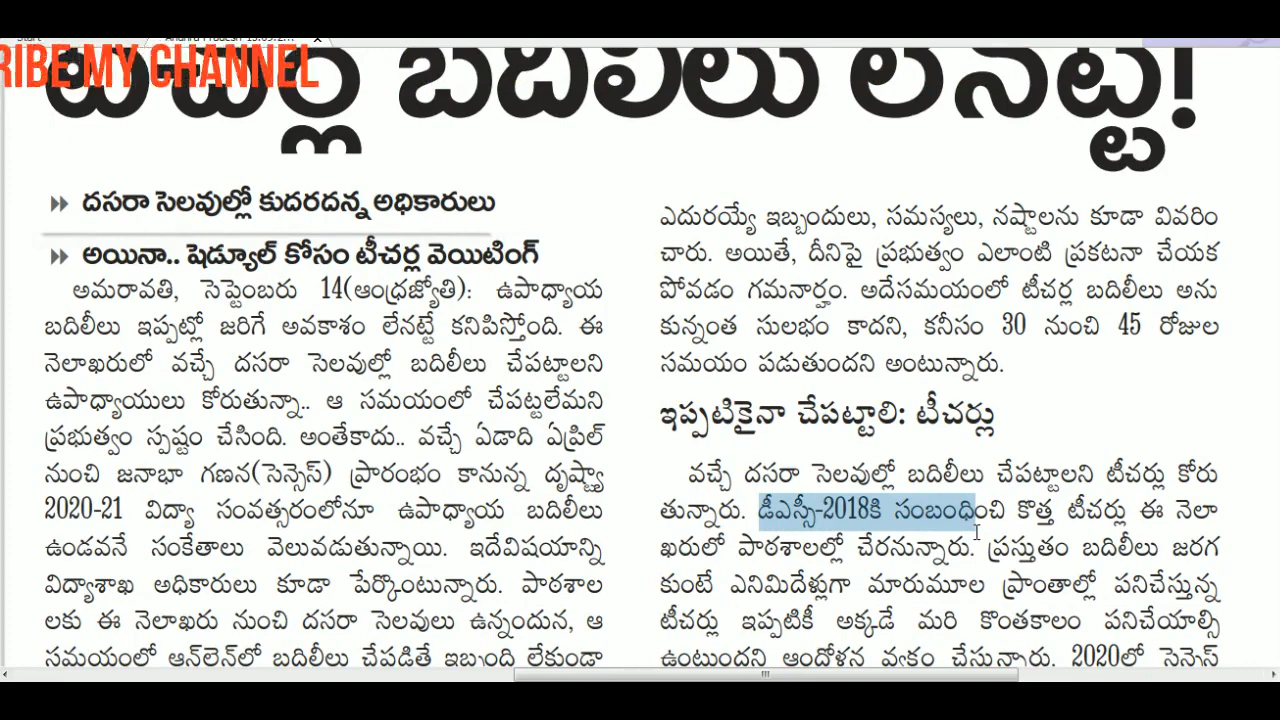 Andhra Pradesh
RIBE MY CHANNEL
టీచర్ల బదిలీలు లేనట్టే!
దసరా సెలవుల్లో కుదరదన్న అధికారులు
అయినా.. షెడ్యూల్ కోసం టీచర్ల వెయిటింగ్
అమరావతి, సెప్టెంబరు 14(ఆంధ్రజ్యోతి): ఉపాధ్యాయ
బదిలీలు ఇప్పట్లో జరిగే అవకాశం లేనట్టే కనిపిస్తోంది. ఈ
నెలాఖరులో వచ్చే దసరా సెలవుల్లో బదిలీలు చేపట్టాలని
ఉపాధ్యాయులు కోరుతున్నా.. ఆ సమయంలో చేపట్టలేమని
ప్రభుత్వం స్పష్టం చేసింది. అంతేకాదు.. వచ్చే ఏడాది ఏప్రిల్
నుంచి జనాభా గణన(సెన్సెస్) ప్రారంభం కానున్న దృష్ట్యా
2020-21 విద్యా సంవత్సరంలోనూ ఉపాధ్యాయ బదిలీలు
ఉండవనే సంకేతాలు వెలువడుతున్నాయి. ఇదేవిషయాన్ని
విద్యాశాఖ అధికారులు కూడా పేర్కొంటున్నారు. పాఠశాల
లకు ఈ నెలాఖరు నుంచి దసరా సెలవులు ఉన్నందున, ఆ
సమయంలో ఆన్‌లైన్‌లో బదిలీలు చేపడితే ఇబ్బంది లేకుండా
ఎదురయ్యే ఇబ్బందులు, సమస్యలు, నష్టాలను కూడా వివరిం
చారు. అయితే, దీనిపై ప్రభుత్వం ఎలాంటి ప్రకటనా చేయక
పోవడం గమనార్హం. అదేసమయంలో టీచర్ల బదిలీలు అను
కున్నంత సులభం కాదని, కనీసం 30 నుంచి 45 రోజుల
సమయం పడుతుందని అంటున్నారు.
ఇప్పటికైనా చేపట్టాలి: టీచర్లు
వచ్చే దసరా సెలవుల్లో బదిలీలు చేపట్టాలని టీచర్లు కోరు
తున్నారు. డీఎస్సీ-2018కి సంబంధించి కొత్త టీచర్లు ఈ నెలా
ఖరులో పాఠశాలల్లో చేరనున్నారు. ప్రస్తుతం బదిలీలు జరగ
కుంటే ఎనిమిదేళ్లుగా మారుమూల ప్రాంతాల్లో పనిచేస్తున్న
టీచర్లు ఇప్పటికీ అక్కడే మరి కొంతకాలం పనిచేయాల్సి
ఉంటుందని ఆందోళన వ్యక్తం చేస్తున్నారు. 2020లో సెన్సెస్